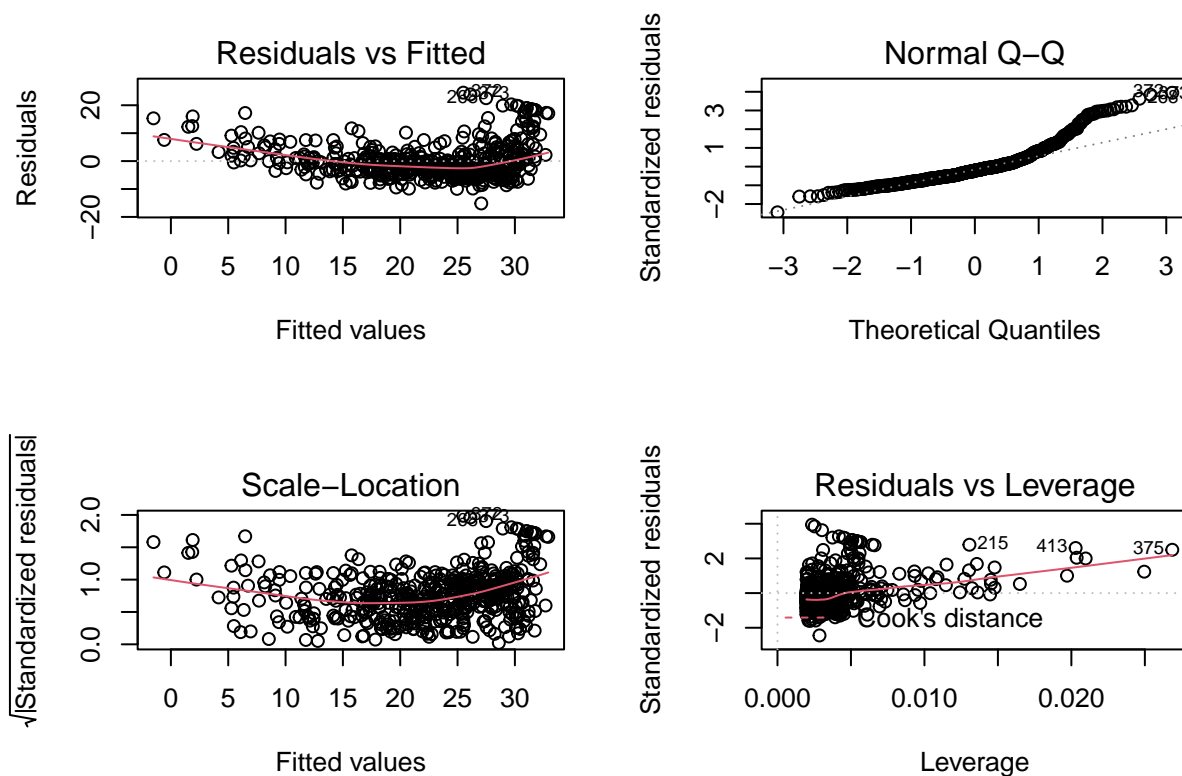 Residuals vs Fitted
Residuals
20
0
−20
0 5 10 15 20 25 30
Fitted values
Normal Q−Q
Standardized residuals
3
1
−2
−3 −2 −1 0 1 2 3
Theoretical Quantiles
Scale−Location
√|Standardized residuals|
2.0
1.0
0.0
0 5 10 15 20 25 30
Fitted values
Residuals vs Leverage
Standardized residuals
2
−2
215
413
375
Cook's distance
0.000 0.010 0.020
Leverage